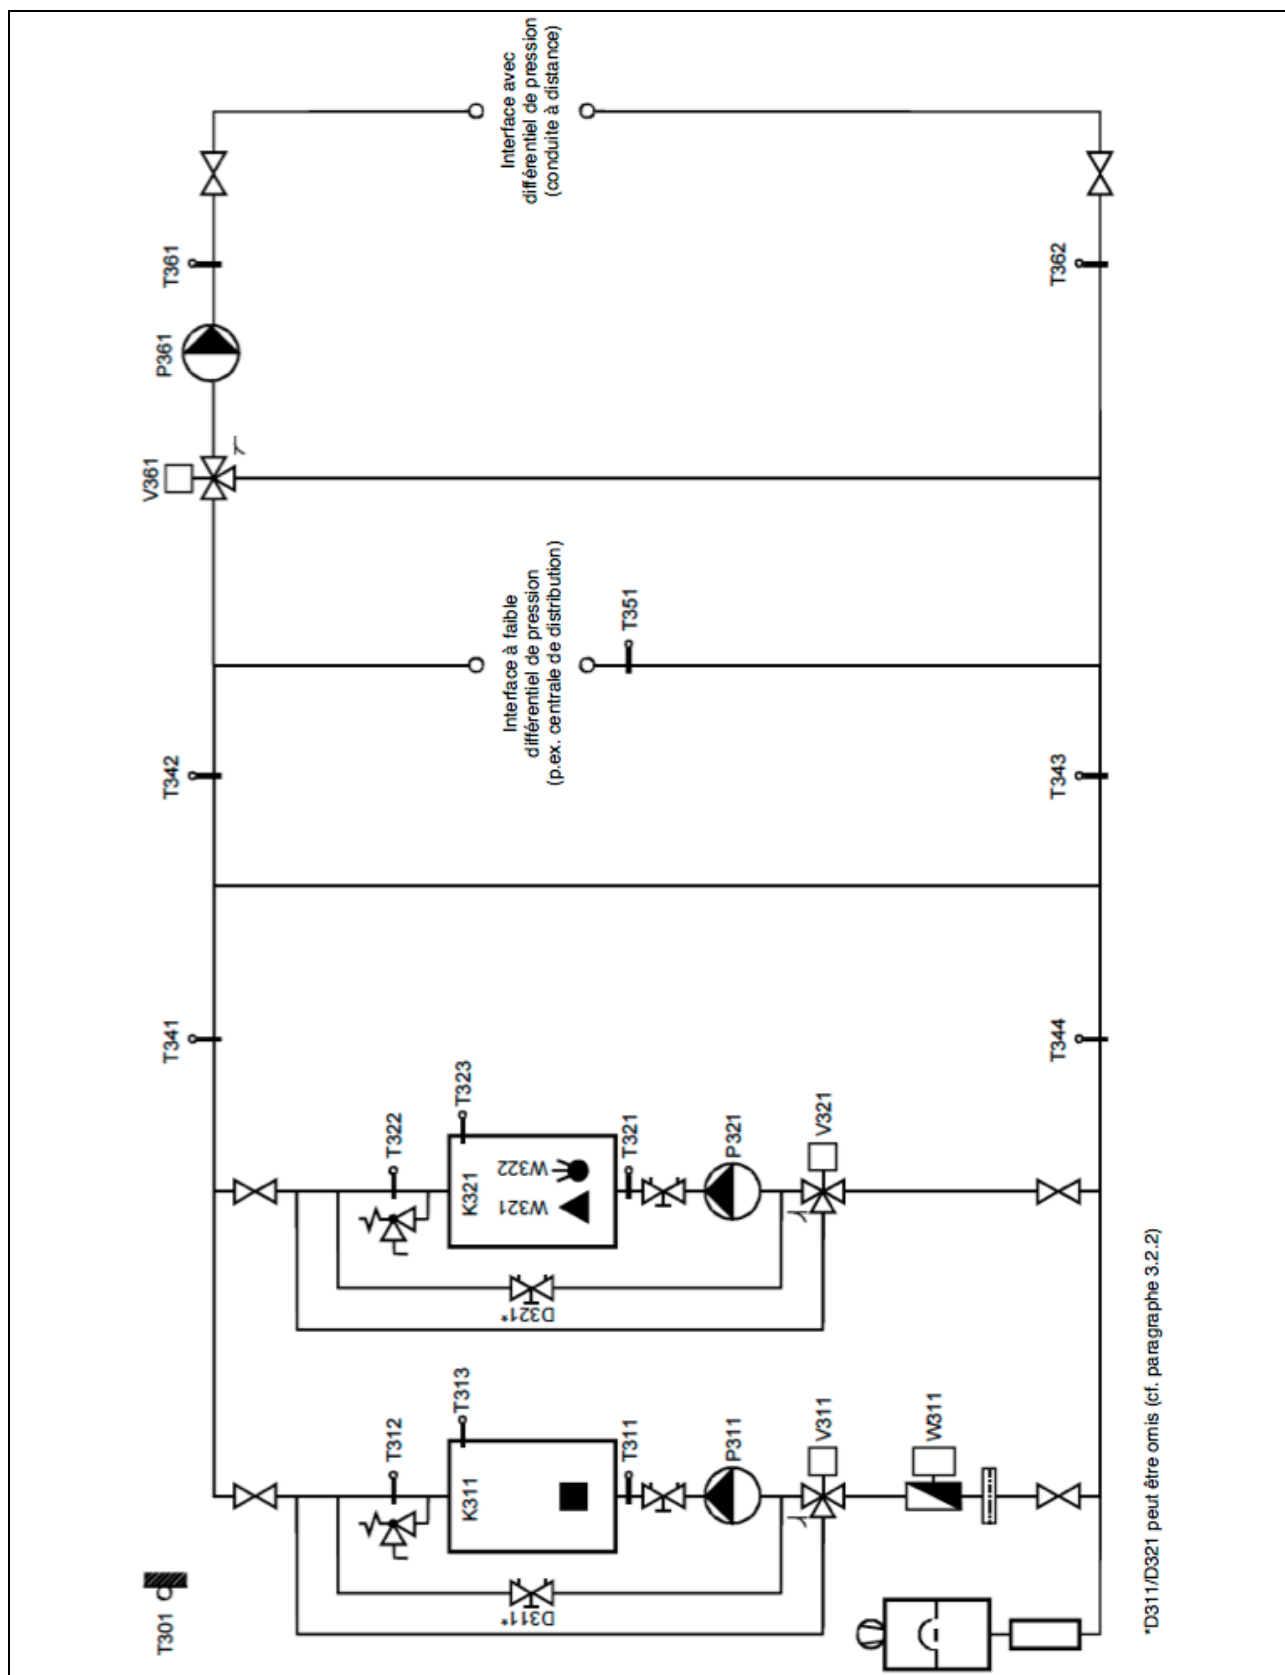 Interface avec
différentiel de pression
(conduite à distance)
T361
T362
P361
V361
Interface à faible
différentiel de pression
(p.ex. centrale de distribution)
T351
T342
T343
T341
T344
T323
T322
K321
W322
W321
T321
P321
V321
D321*
T313
T312
K311
T311
P311
V311
W311
D311*
T301
*D311/D321 peut être omis (cf. paragraphe 3.2.2)